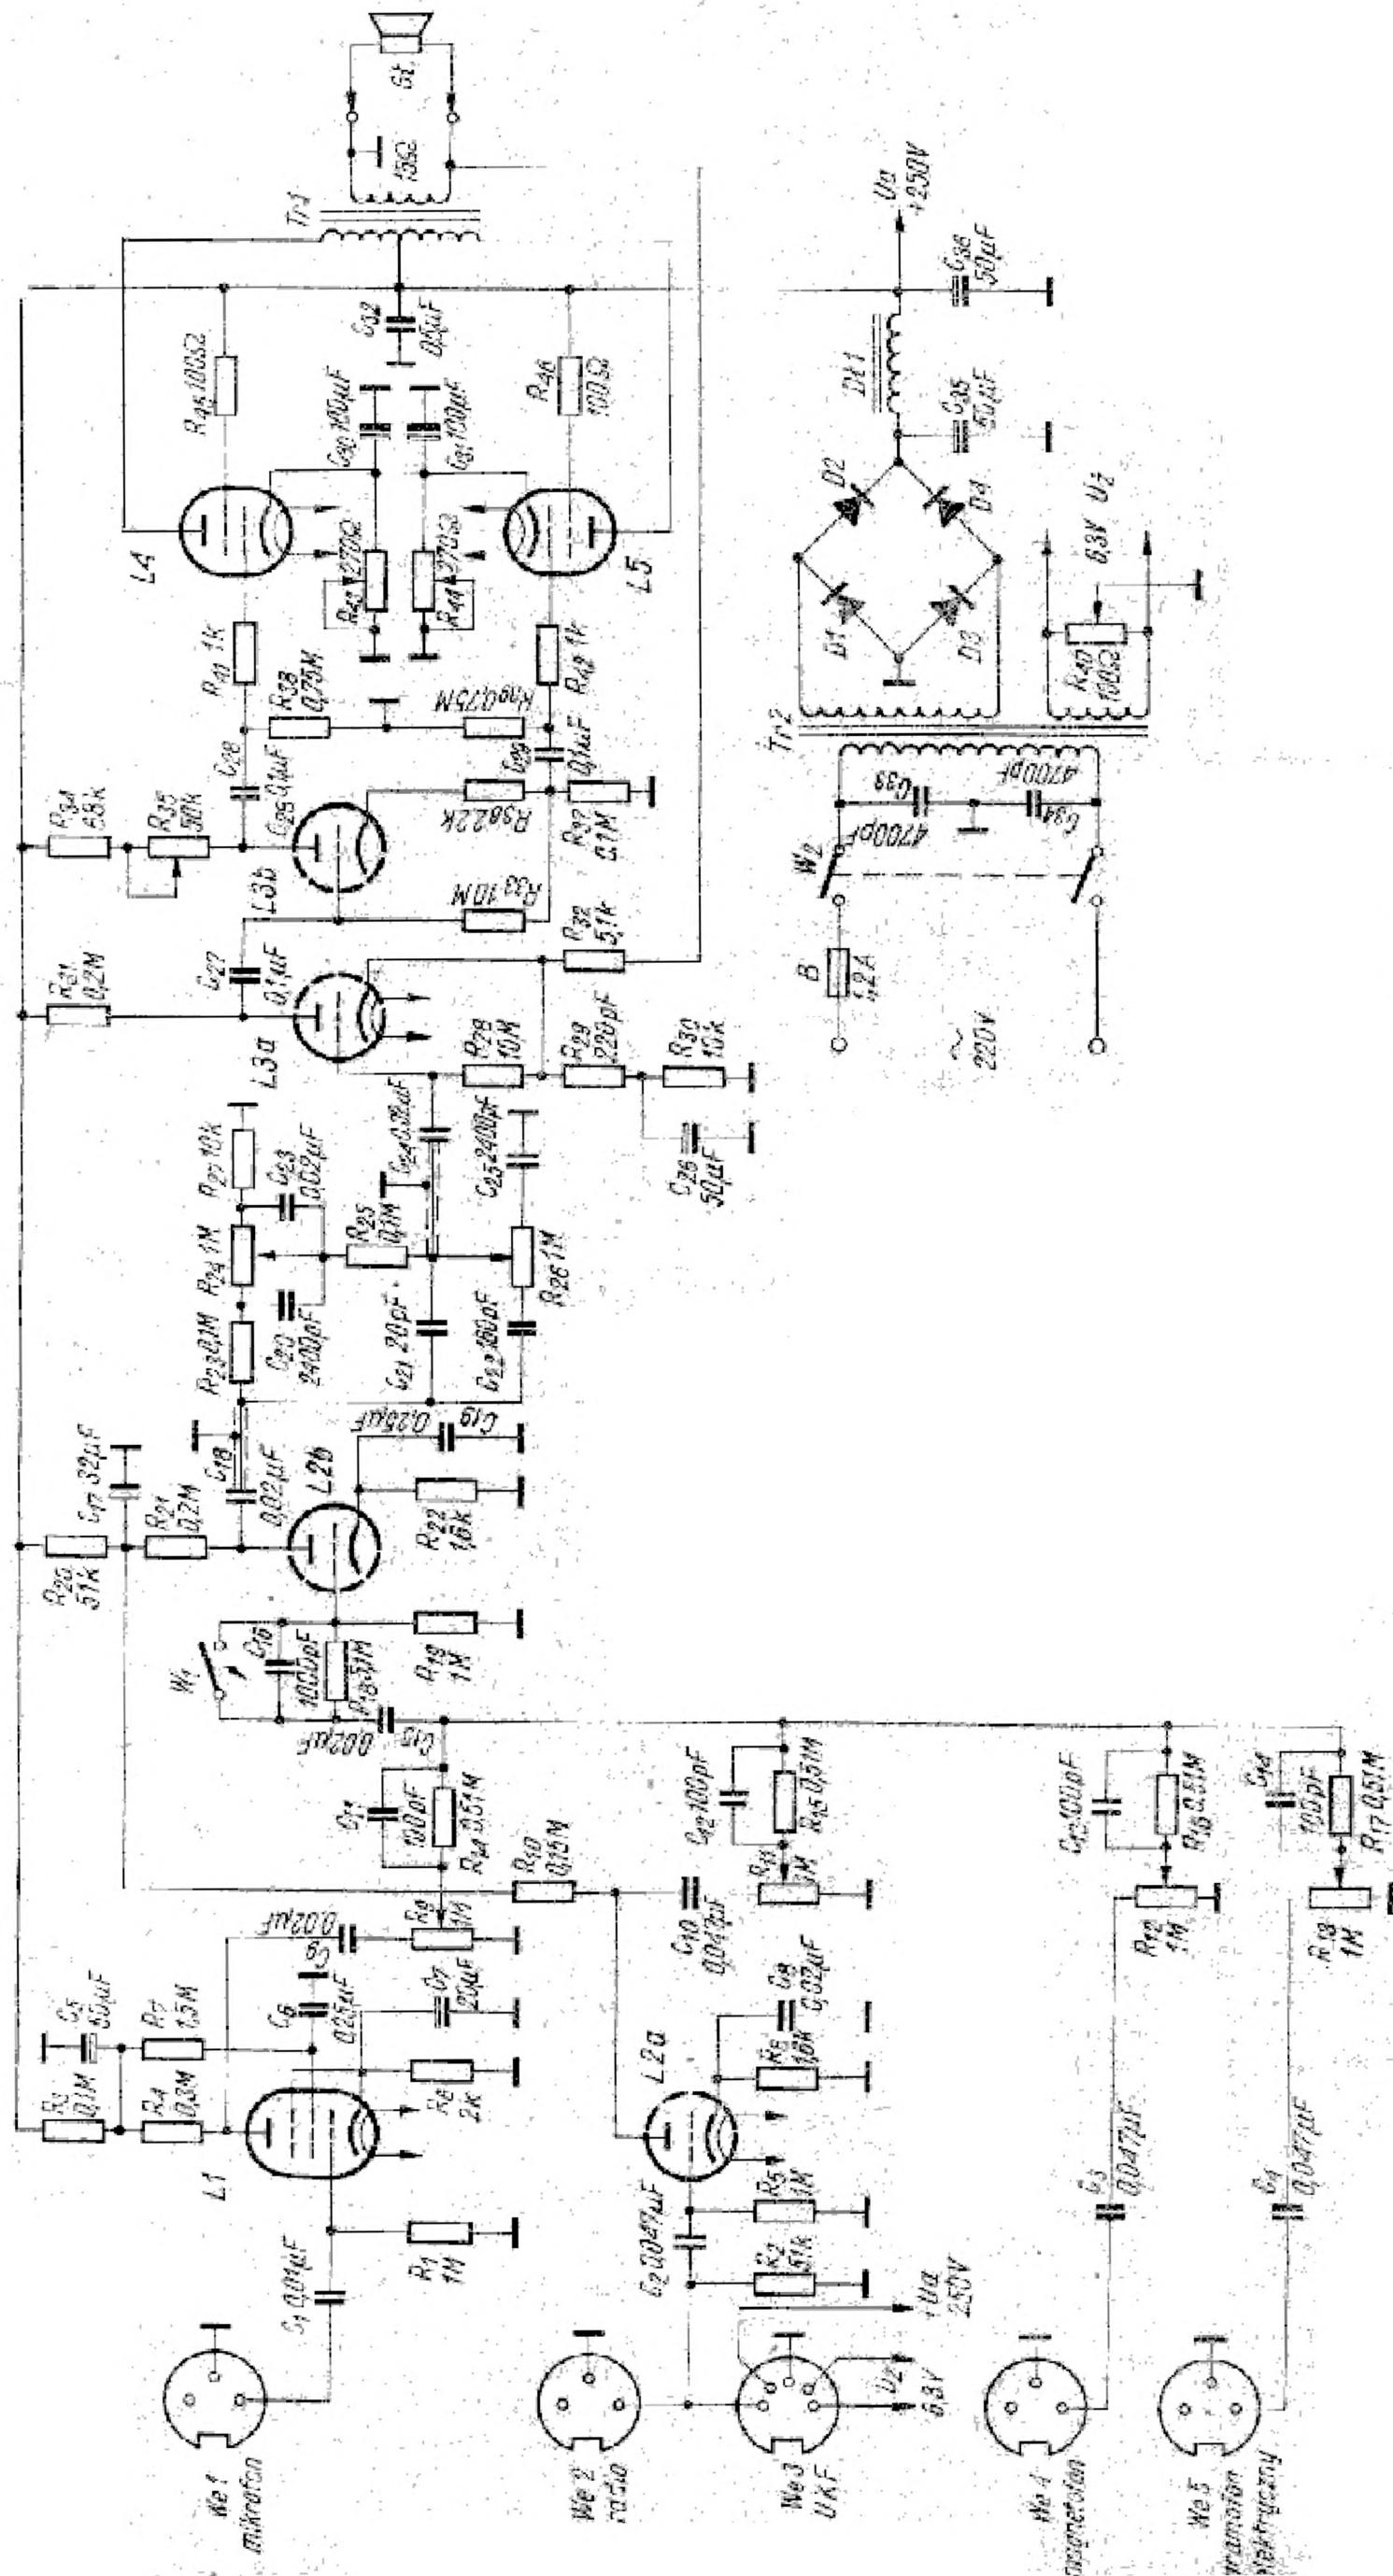 We 1
mikrofon
C1 0,01µF
R1
1M
L1
R3
0,1M
C5
50µF
R4
0,3M
R7
1,5M
C6
0,25µF
R6
2k
C7
20µF
C9
0,02µF
R9
1M
C11
100pF
R14 0,51M
C15
0,02µF
W1
C16
100pF
R18 5,1M
R19
1M
R20
51k
C17 32µF
R21
0,2M
C18
0,02µF
L2b
R22
1,6k
C19
0,25µF
R23 0,1M
R24 1M
R27 10k
C20
2400pF
C23
0,02µF
R25
0,1M
C21 20pF
C22 160pF
R26 1M
C25 2400pF
L3a
R28
10M
R29
220pF
R30
10k
C26
50µF
R31
0,2M
C27
0,1µF
R32
5,1k
L3b
R33 10M
R34
68k
R35
50k
C28
0,1µF
R36 2,2k
R37
0,1M
R38
0,75M
0,75M
C29
0,1µF
R41 1k
R42 1k
L4
L5
R43 270Ω
R44 270Ω
C30 100µF
C31 100µF
R45 100Ω
R46
100Ω
C32
0,5µF
Tr1
15Ω
Gł.
We 2
radio
We 3
UKF
C2 0,047µF
R2
51k
R5
1M
L2a
R8
1,6k
C8
0,02µF
R10
0,15M
C10
0,047µF
R11
1M
C12 100pF
R15 0,51M
Uż
6,3V
+Ua
250V
We 4
magnetofon
C3
0,047µF
R12
1M
C13 100pF
R16 0,51M
We 5
gramofon
elektryczny
C4
0,047µF
R13
1M
C14
100pF
R17 0,51M
~
220V
B
1,2A
W2
4700pF
C33
4700pF
C34
Tr2
D1
D2
D3
D4
R40
100Ω
6,3V Uż
C35
50µF
Dł1
C36
50µF
Ua
+250V